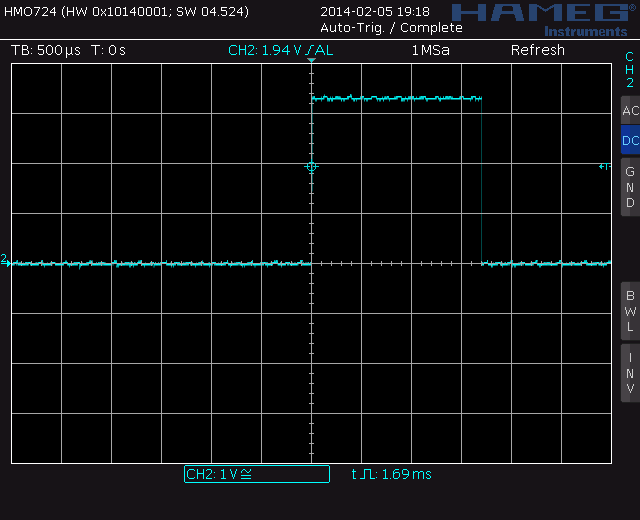 HMO724 (HW 0x10140001; SW 04.524)
2014-02-05 19:18
HAMEG®
Auto-Trig. / Complete
Instruments
TB: 500µs T: 0s CH2: 1.94 V ∕AL 1MSa Refresh
CH2
AC
DC
GND
2
BWL
INV
CH2: 1V≅
t⎍: 1.69ms